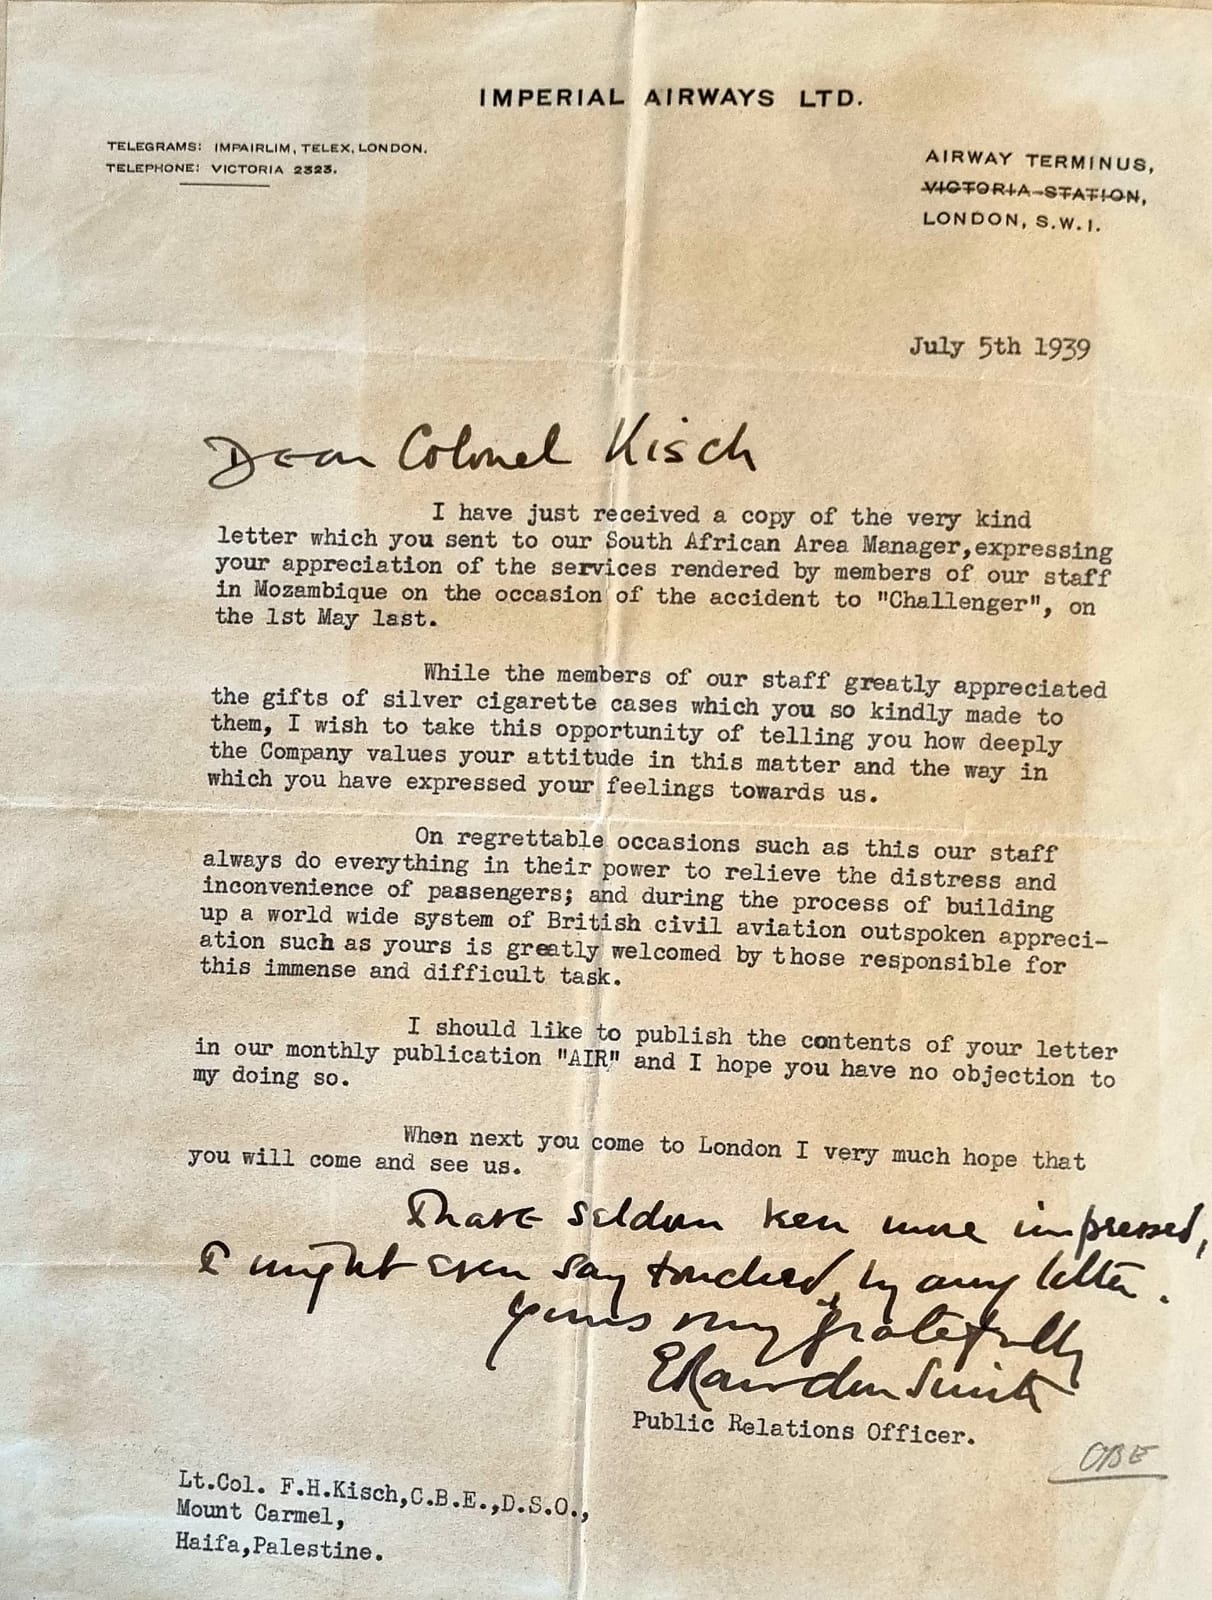 IMPERIAL AIRWAYS LTD.
TELEGRAMS: IMPAIRLIM, TELEX, LONDON.
TELEPHONE: VICTORIA 2323.
AIRWAY TERMINUS,
VICTORIA STATION,
LONDON, S.W.1.
July 5th 1939
Dear Colonel Kisch
I have just received a copy of the very kind
letter which you sent to our South African Area Manager,expressing
your appreciation of the services rendered by members of our staff
in Mozambique on the occasion of the accident to "Challenger", on
the 1st May last.
While the members of our staff greatly appreciated
the gifts of silver cigarette cases which you so kindly made to
them, I wish to take this opportunity of telling you how deeply
the Company values your attitude in this matter and the way in
which you have expressed your feelings towards us.
On regrettable occasions such as this our staff
always do everything in their power to relieve the distress and
inconvenience of passengers; and during the process of building
up a world wide system of British civil aviation outspoken appreci-
ation such as yours is greatly welcomed by those responsible for
this immense and difficult task.
I should like to publish the contents of your letter
in our monthly publication "AIR" and I hope you have no objection to
my doing so.
When next you come to London I very much hope that
you will come and see us.
I have seldom been more impressed,
I might even say touched, by any letter.
Yours very gratefully
E Rawdon Smith
Public Relations Officer.
OBE
Lt.Col. F.H.Kisch,C.B.E.,D.S.O.,
Mount Carmel,
Haifa,Palestine.